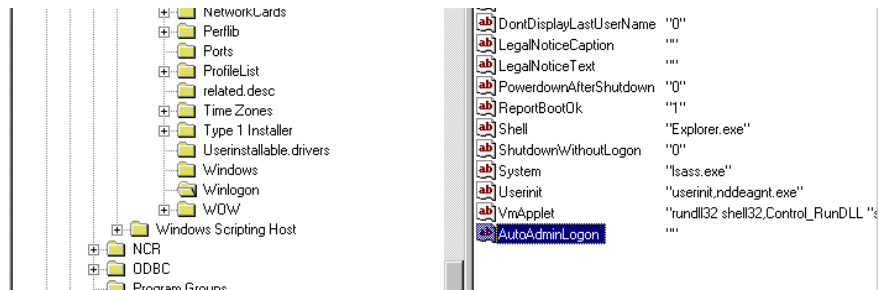 NetworkCards
Perflib
Ports
ProfileList
related.desc
Time Zones
Type 1 Installer
Userinstallable.drivers
Windows
Winlogon
WOW
Windows Scripting Host
NCR
ODBC
Program Groups
DontDisplayLastUserName "0"
LegalNoticeCaption ""
LegalNoticeText ""
PowerdownAfterShutdown "0"
ReportBootOk "1"
Shell "Explorer.exe"
ShutdownWithoutLogon "0"
System "lsass.exe"
Userinit "userinit,nddeagnt.exe"
VmApplet "rundll32 shell32,Control_RunDLL "s
AutoAdminLogon ""